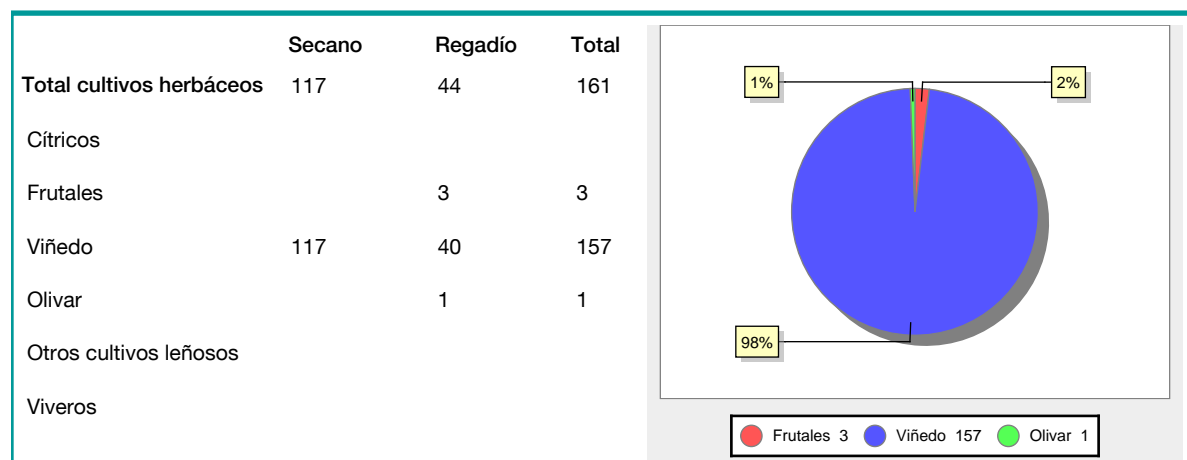 Secano Regadío Total
Total cultivos herbáceos 117 44 161
Cítricos
Frutales 3 3
Viñedo 117 40 157
Olivar 1 1
Otros cultivos leñosos
Viveros
1% 2%
98%
Frutales 3 Viñedo 157 Olivar 1